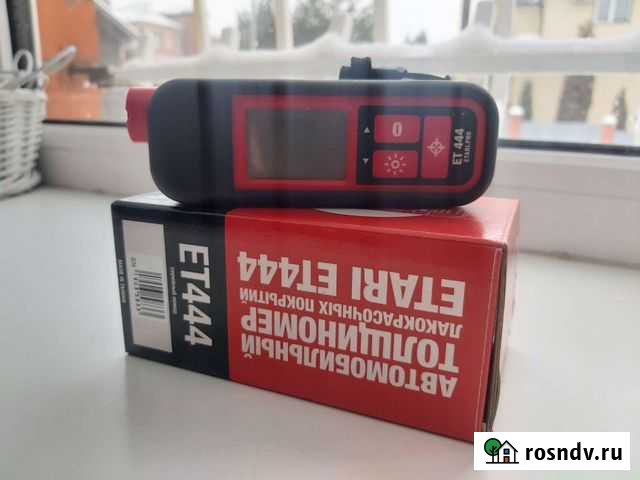 0
ET 444
ETARI.PRO
АВТОМОБИЛЬНЫЙ
ТОЛЩИНОМЕР
ЛАКОКРАСОЧНЫХ ПОКРЫТИЙ
ETARI ET444
ET444
rosndv.ru